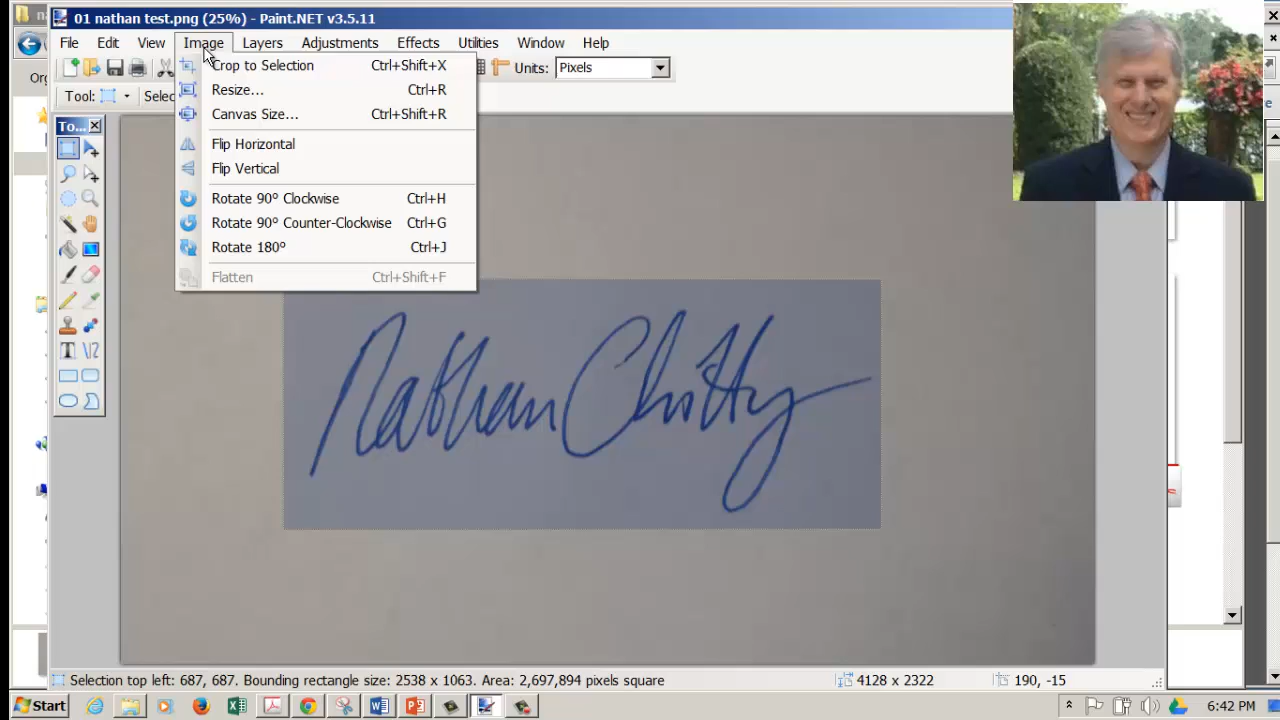 01 nathan test.png (25%) - Paint.NET v3.5.11
File Edit View Image Layers Adjustments Effects Utilities Window Help
Units: Pixels
Tool:
Crop to Selection Ctrl+Shift+X
Resize... Ctrl+R
Canvas Size... Ctrl+Shift+R
Flip Horizontal
Flip Vertical
Rotate 90° Clockwise Ctrl+H
Rotate 90° Counter-Clockwise Ctrl+G
Rotate 180° Ctrl+J
Flatten Ctrl+Shift+F
To...
Nathan Chitty
Selection top left: 687, 687. Bounding rectangle size: 2538 x 1063. Area: 2,697,894 pixels square 4128 x 2322 190, -15
Start 6:42 PM